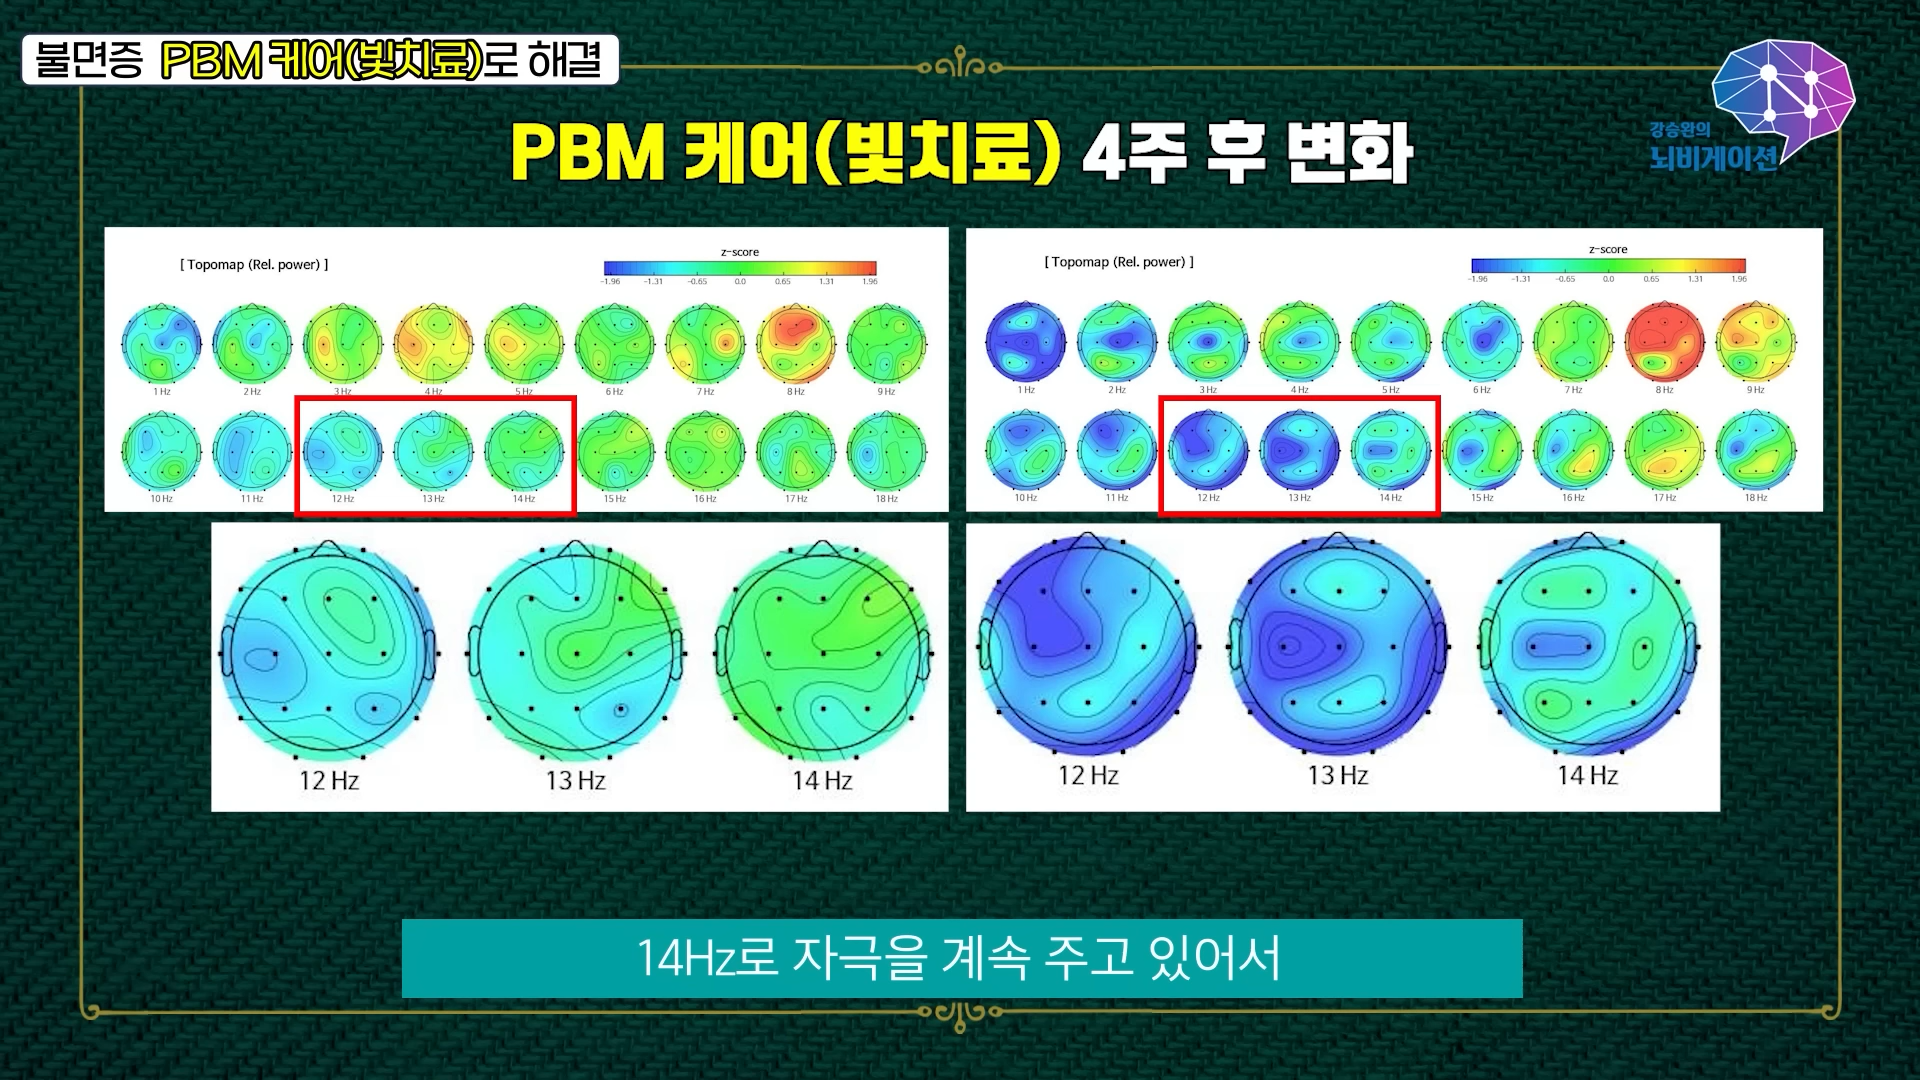 불면증 PBM 케어(빛치료)로 해결
강승완의
뇌비게이션
PBM 케어(빛치료) 4주 후 변화
[ Topomap (Rel. power) ]
z-score
-1.96 -1.31 -0.65 0.0 0.65 1.31 1.96
1 Hz 2 Hz 3 Hz 4 Hz 5 Hz 6 Hz 7 Hz 8 Hz 9 Hz
10 Hz 11 Hz 12 Hz 13 Hz 14 Hz 15 Hz 16 Hz 17 Hz 18 Hz
12 Hz 13 Hz 14 Hz
[ Topomap (Rel. power) ]
z-score
-1.96 -1.31 -0.65 0.0 0.65 1.31 1.96
1 Hz 2 Hz 3 Hz 4 Hz 5 Hz 6 Hz 7 Hz 8 Hz 9 Hz
10 Hz 11 Hz 12 Hz 13 Hz 14 Hz 15 Hz 16 Hz 17 Hz 18 Hz
12 Hz 13 Hz 14 Hz
14Hz로 자극을 계속 주고 있어서